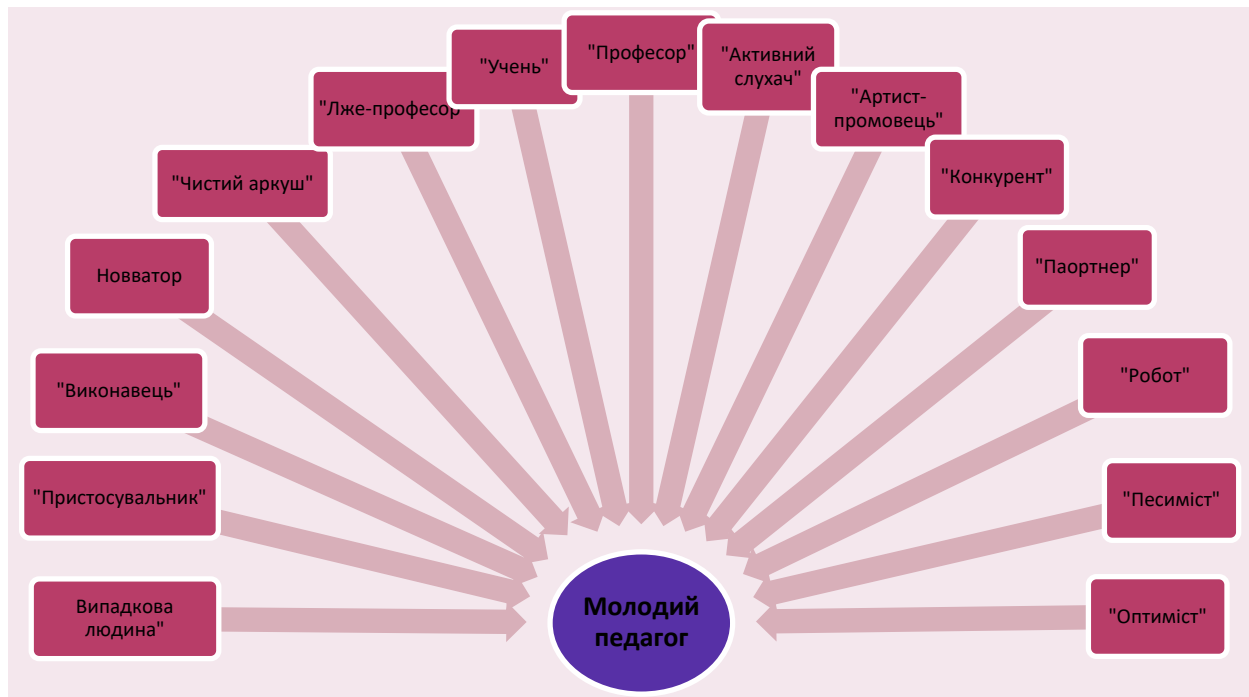 "Професор"
"Учень"
"Активний
слухач"
"Лже-професор
"Артист-
промовець"
"Чистий аркуш"
"Конкурент"
Новватор
"Паортнер"
"Виконавець"
"Робот"
"Пристосувальник"
"Песиміст"
Випадкова
людина"
"Оптиміст"
Молодий
педагог